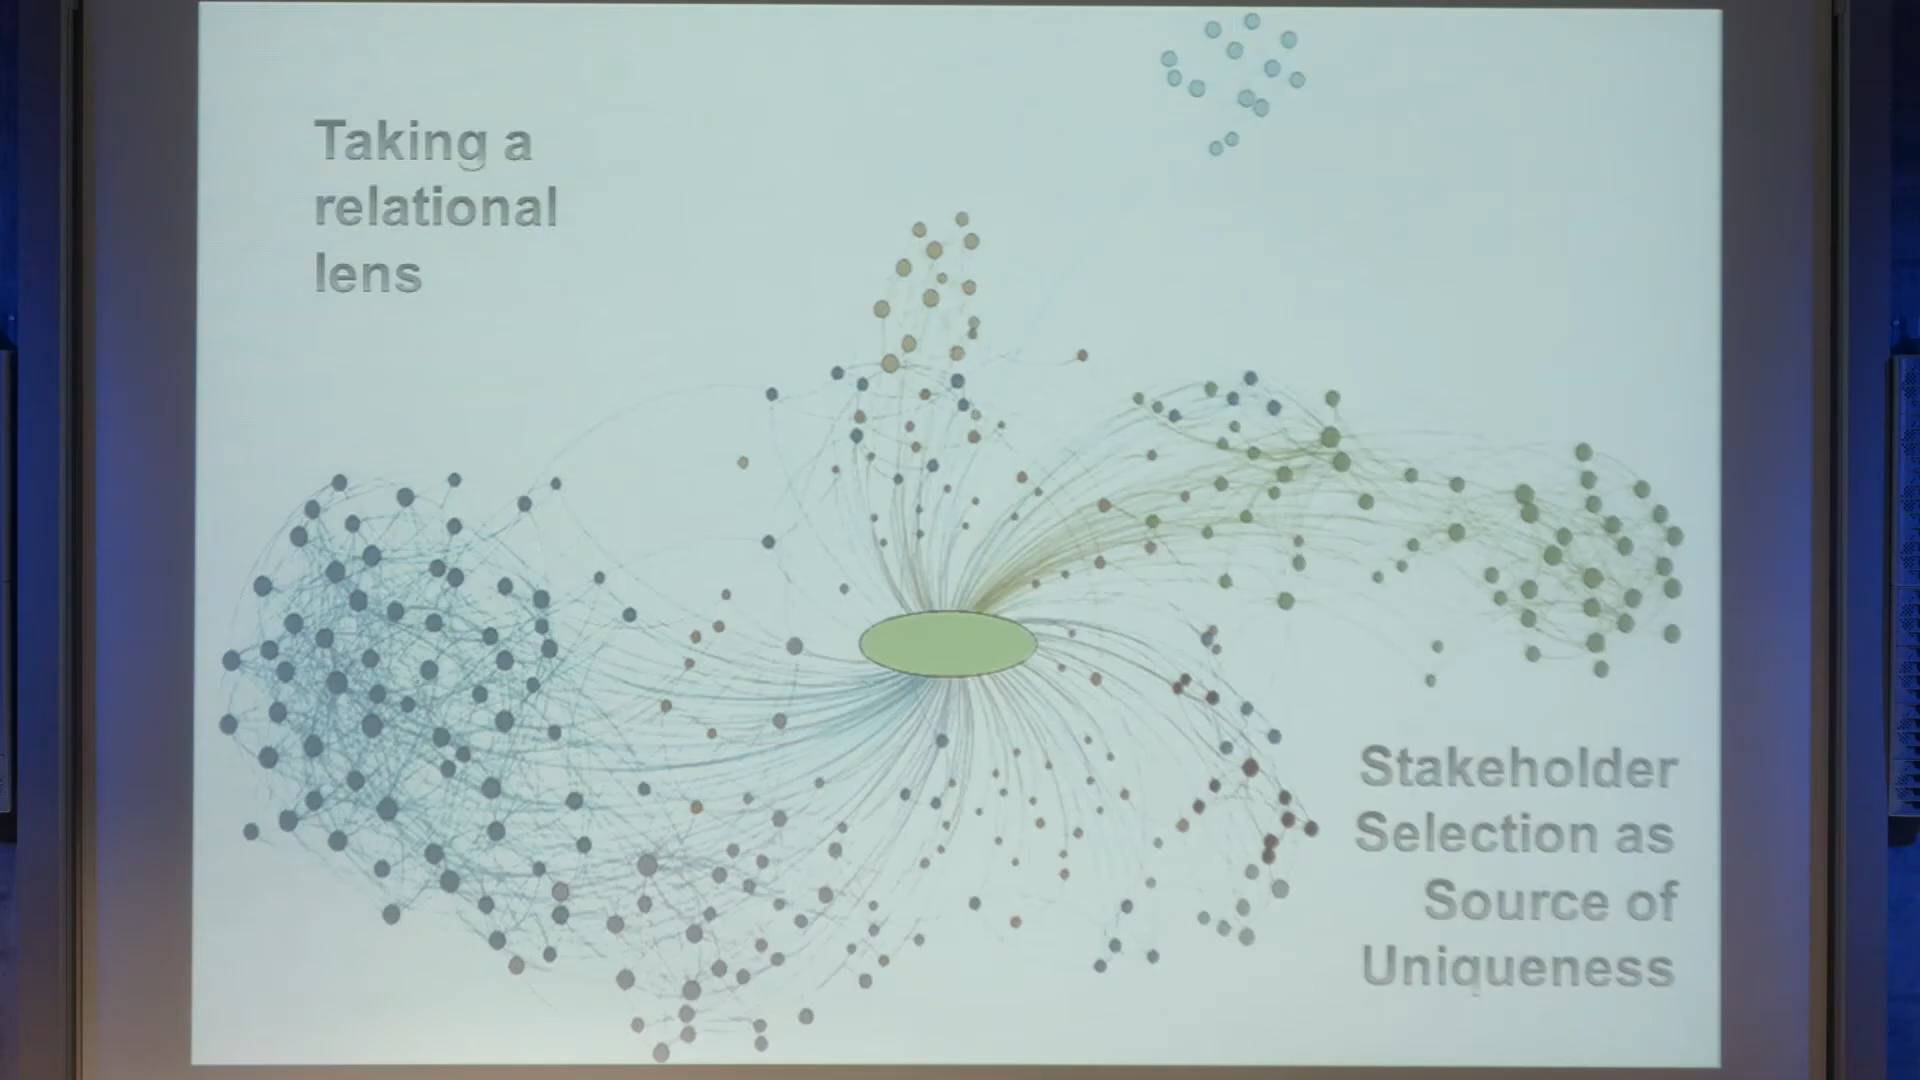 Taking a
relational
lens
Stakeholder
Selection as
Source of
Uniqueness